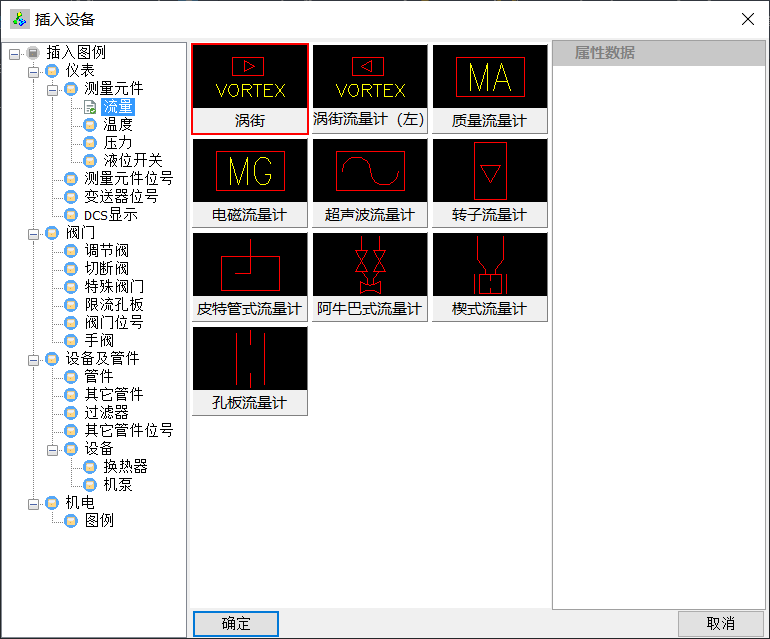 插入设备
插入图例
仪表
测量元件
流量
温度
压力
液位开关
测量元件位号
变送器位号
DCS显示
阀门
调节阀
切断阀
特殊阀门
限流孔板
阀门位号
手阀
设备及管件
管件
其它管件
过滤器
其它管件位号
设备
换热器
机泵
机电
图例
VORTEX
涡街
VORTEX
涡街流量计（左）
MA
质量流量计
MG
电磁流量计
超声波流量计
转子流量计
皮特管式流量计
阿牛巴式流量计
楔式流量计
孔板流量计
属性数据
确定
取消